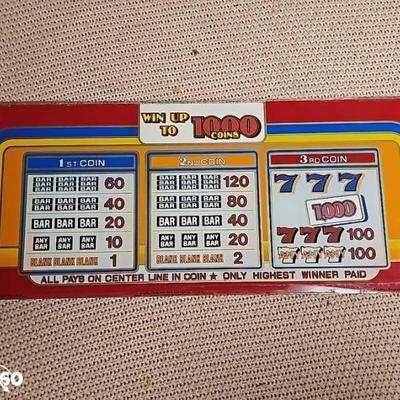 WIN UP
TO 1000
COINS
1ST COIN
BAR BAR BAR BAR BAR BAR BAR BAR BAR 60
BAR BAR BAR BAR BAR BAR 40
BAR BAR BAR 20
ANY BAR ANY BAR ANY BAR 10
BLANK BLANK BLANK 1
2ND COIN
BAR BAR BAR BAR BAR BAR BAR BAR BAR 120
BAR BAR BAR BAR BAR BAR 80
BAR BAR BAR 40
ANY BAR ANY BAR ANY BAR 20
BLANK BLANK BLANK 2
3RD COIN
7 7 7
1000
7 7 7 100
100
ALL PAYS ON CENTER LINE IN COIN ★ ONLY HIGHEST WINNER PAID
60